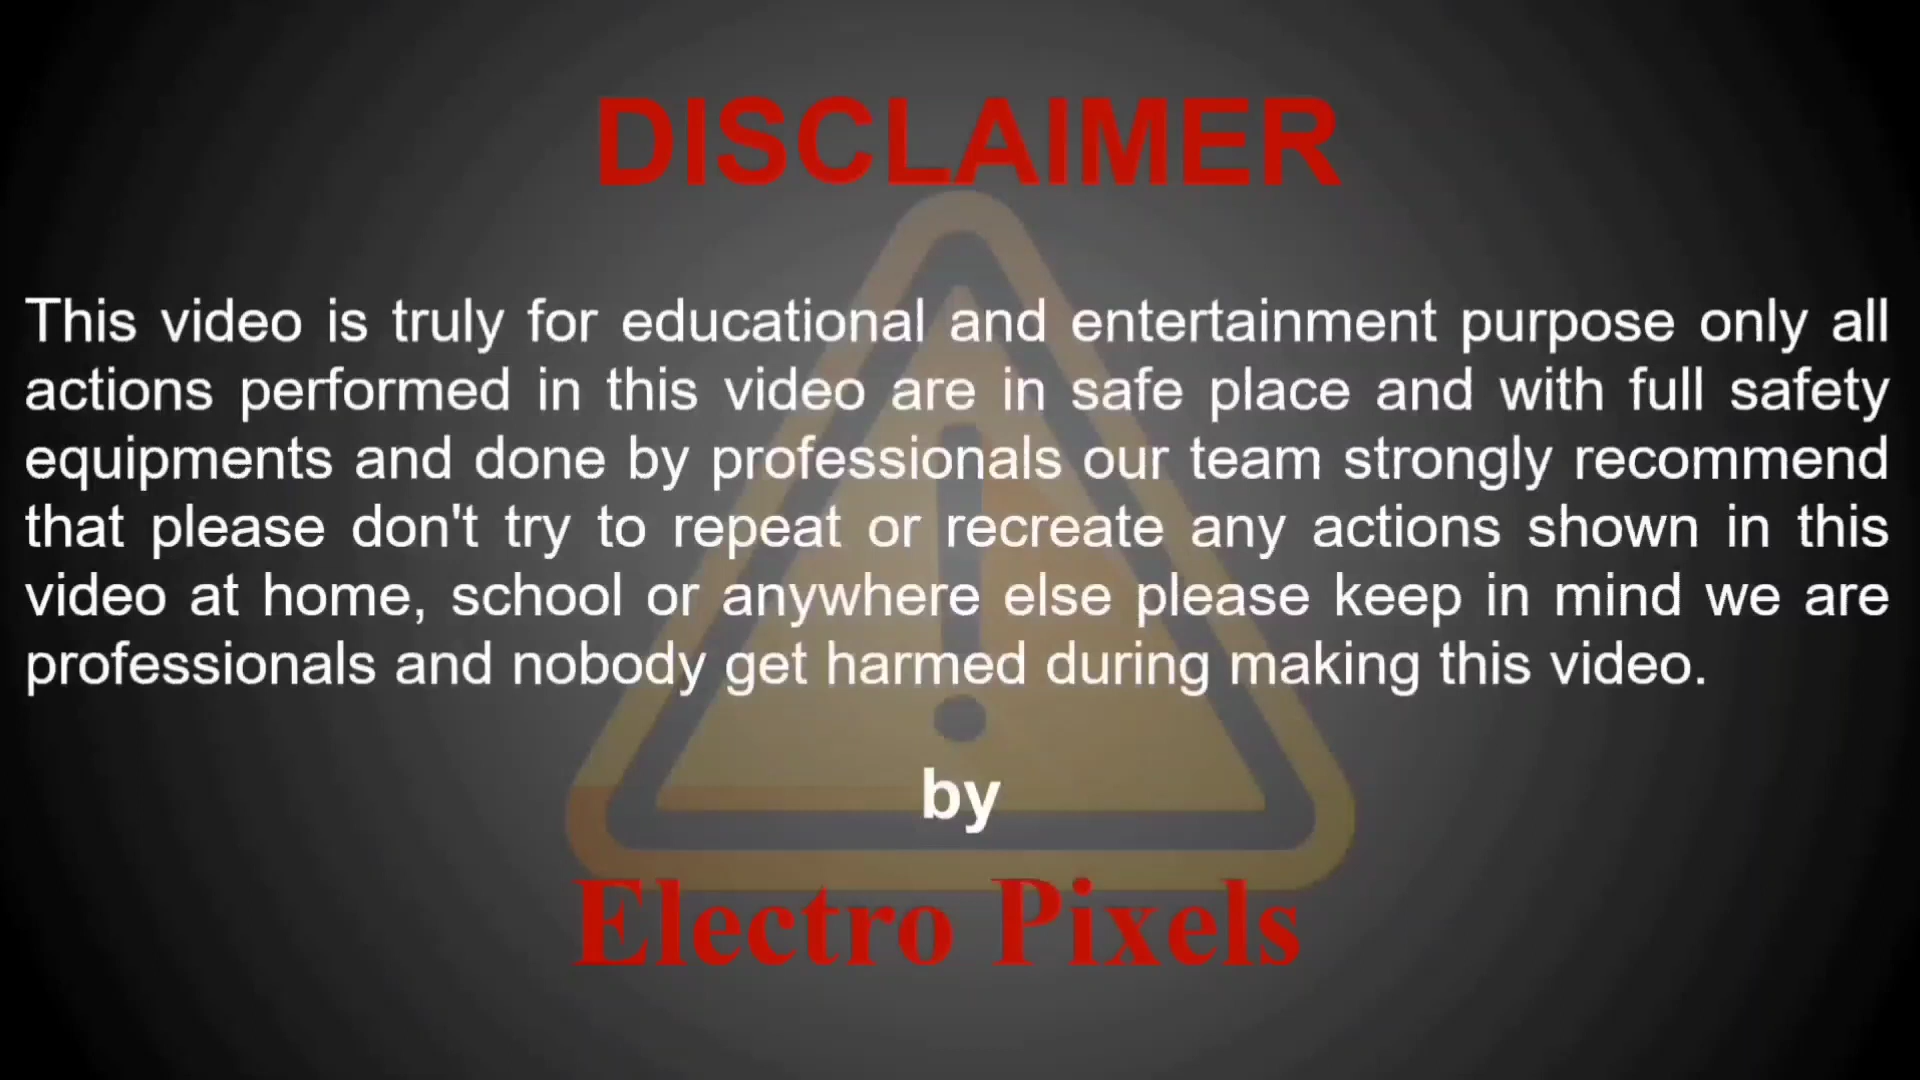 DISCLAIMER
This video is truly for educational and entertainment purpose only all
actions performed in this video are in safe place and with full safety
equipments and done by professionals our team strongly recommend
that please don't try to repeat or recreate any actions shown in this
video at home, school or anywhere else please keep in mind we are
professionals and nobody get harmed during making this video.
by
Electro Pixels